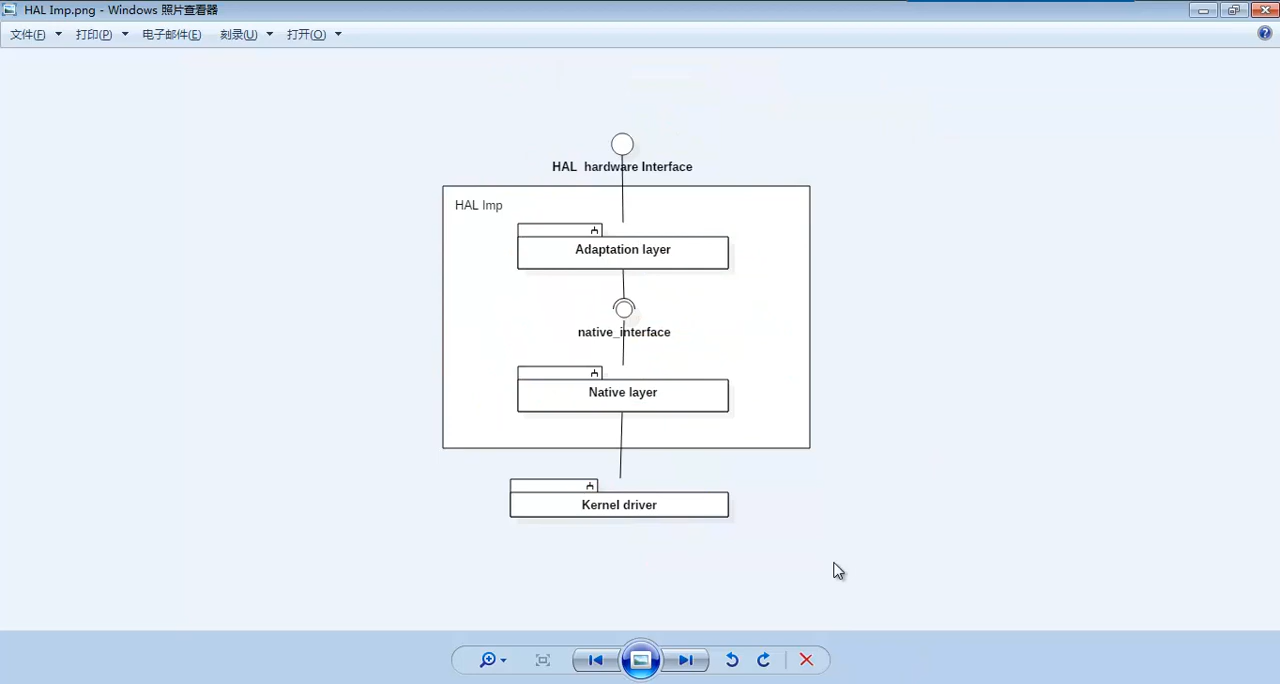 HAL Imp.png - Windows 照片查看器
文件(F) 打印(P) 电子邮件(E) 刻录(U) 打开(O)
HAL hardware Interface
HAL Imp
Adaptation layer
native_interface
Native layer
Kernel driver